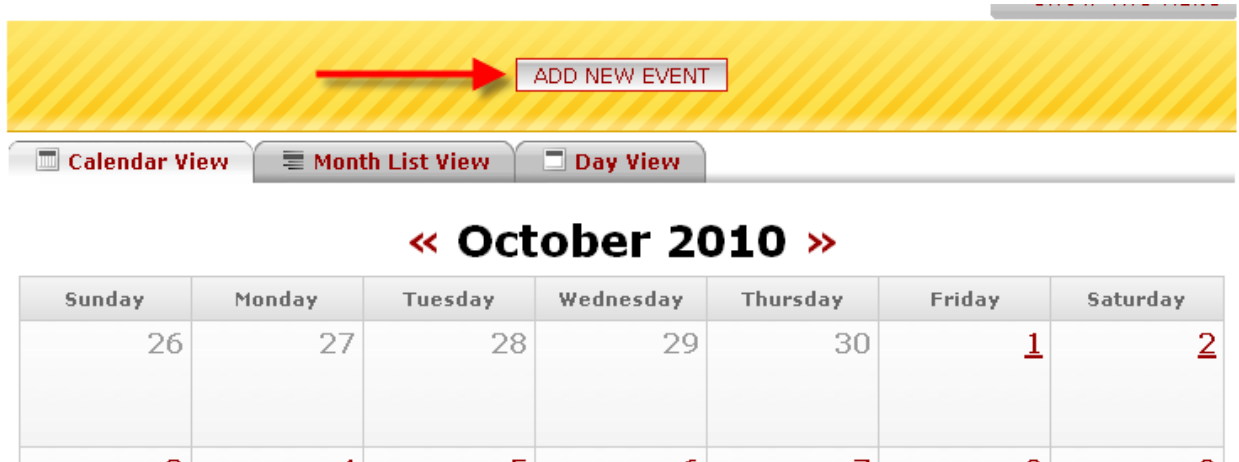 ADD NEW EVENT
Calendar View Month List View Day View
« October 2010 »
Sunday Monday Tuesday Wednesday Thursday Friday Saturday
26 27 28 29 30 1 2